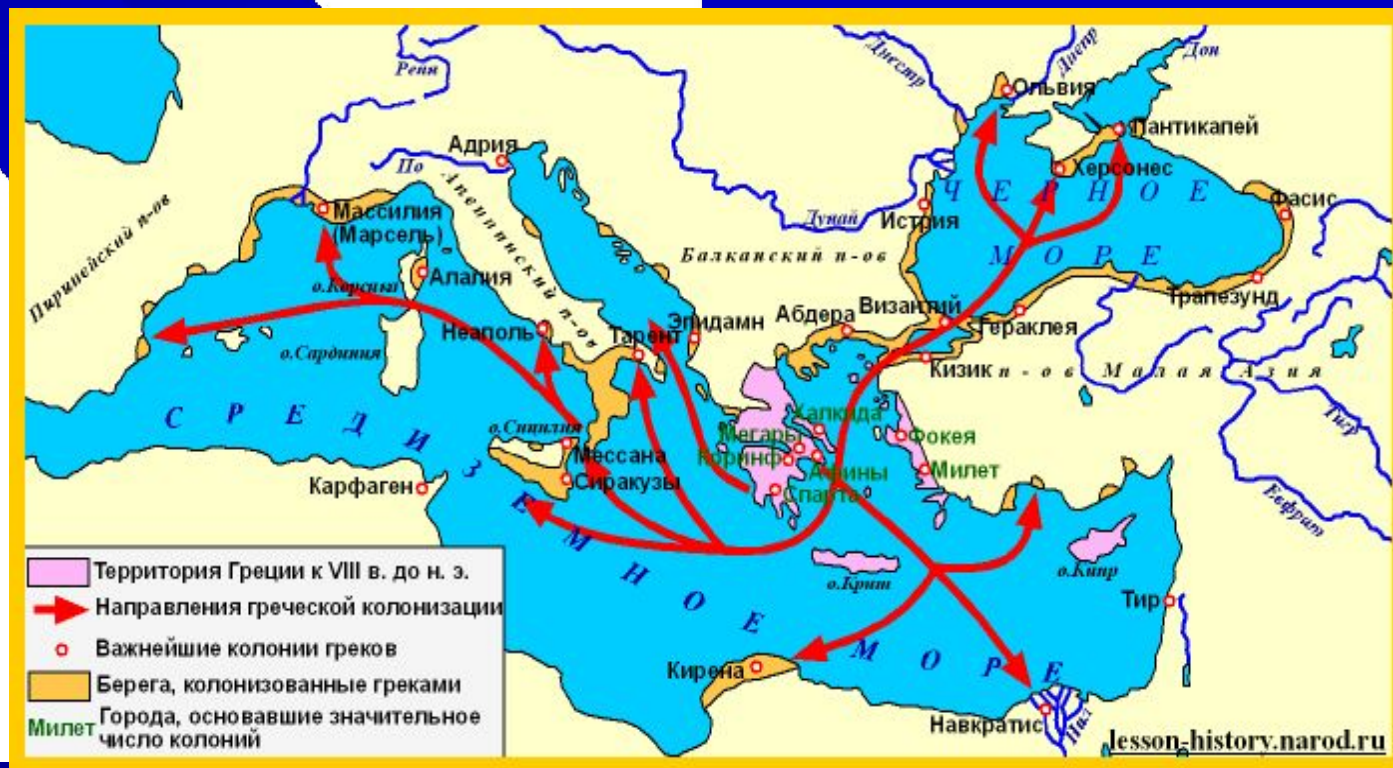 Рейн
Днестр
Днепр
Дон
Ольвия
Пантикапей
Херсонес
Адрия
По
Апеннинский п-ов
Пиринейский п-ов
Массилия
(Марсель)
о.Корсика
Алалия
Дунай
Истрия
ЧЕРНОЕ
МОРЕ
Фасис
Балканский п-ов
Трапезунд
Неаполь
Тарент
Эпидамн
Абдера
Византий
Гераклея
о.Сардиния
Кизик
п-ов Малая Азия
Тигр
Евфрат
СРЕДИЗЕМНОЕ МОРЕ
о.Сицилия
Мессана
Сиракузы
Карфаген
Халкида
Мегары
Коринф
Афины
Спарта
Фокея
Милет
о.Крит
о.Кипр
Тир
Кирена
Навкратис
Нил
Территория Греции к VIII в. до н. э.
Направления греческой колонизации
Важнейшие колонии греков
Берега, колонизованные греками
Милет Города, основавшие значительное
число колоний
lesson-history.narod.ru